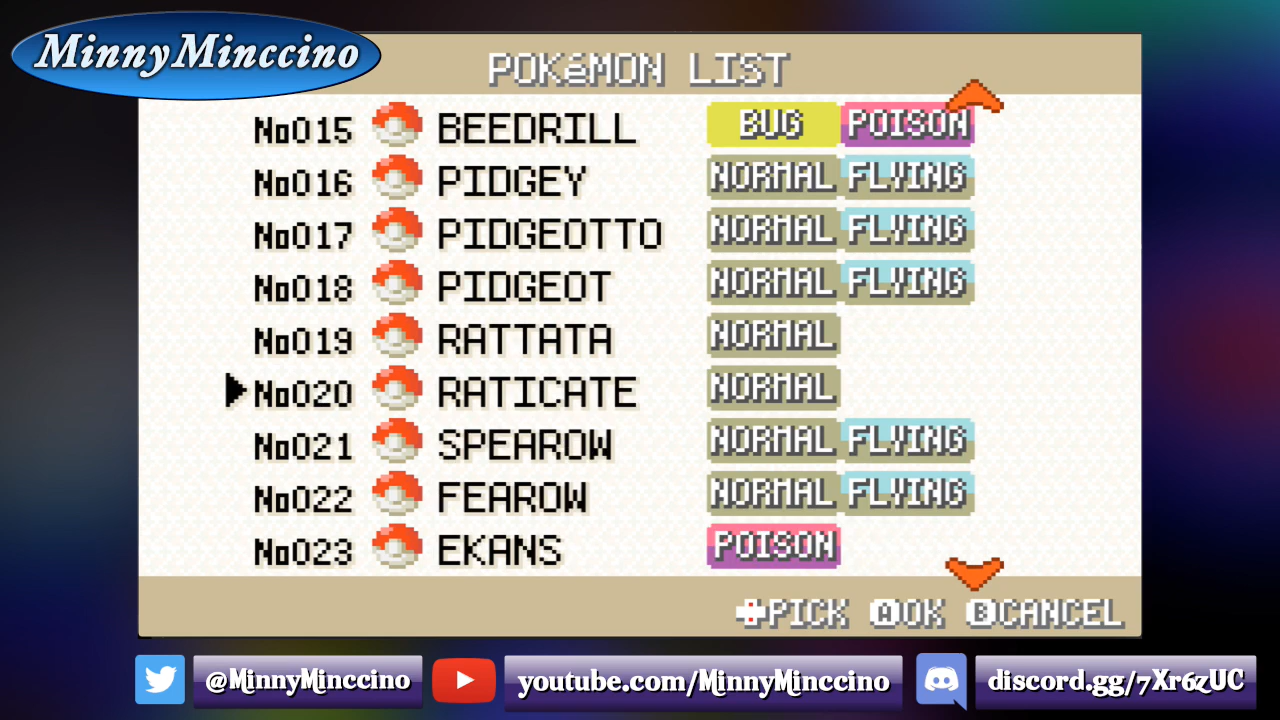 MinnyMinccino
POKéMON LIST
No015 BEEDRILL BUG POISON
No016 PIDGEY NORMAL FLYING
No017 PIDGEOTTO NORMAL FLYING
No018 PIDGEOT NORMAL FLYING
No019 RATTATA NORMAL
No020 RATICATE NORMAL
No021 SPEAROW NORMAL FLYING
No022 FEAROW NORMAL FLYING
No023 EKANS POISON
PICK A OK B CANCEL
@MinnyMinccino youtube.com/MinnyMinccino discord.gg/7Xr6zUC